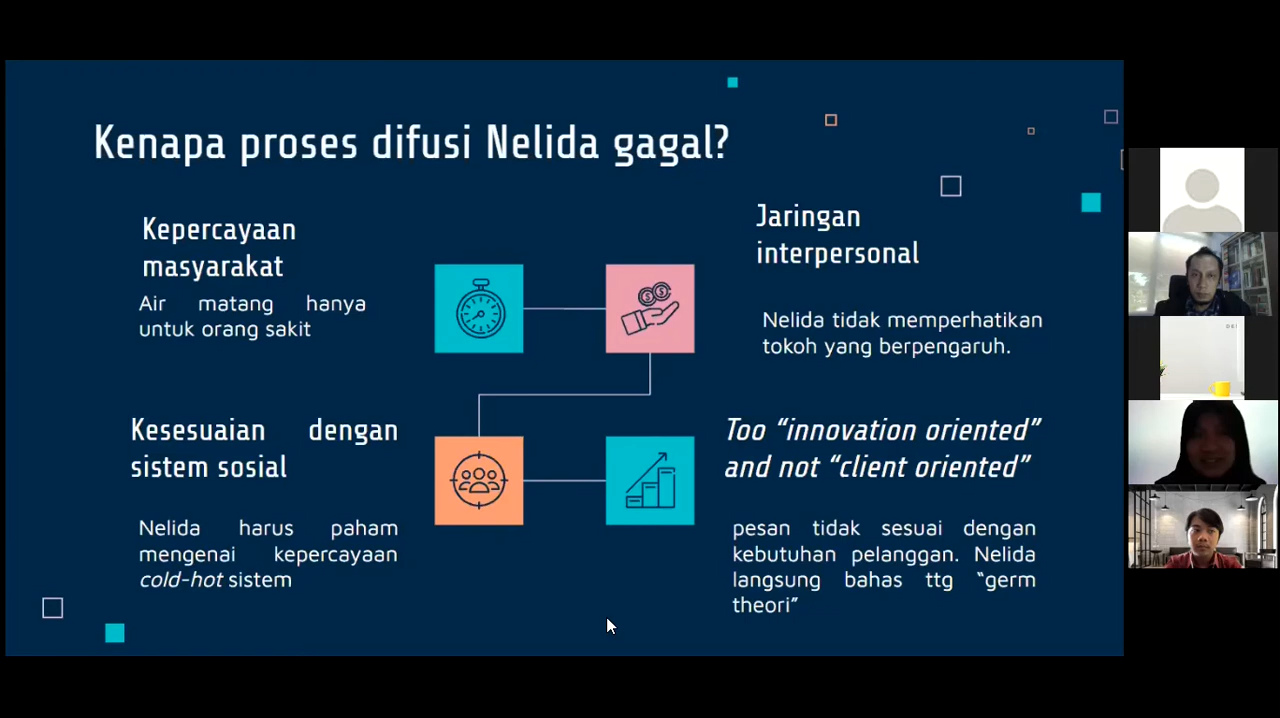 Kenapa proses difusi Nelida gagal?
Kepercayaan
masyarakat
Air matang hanya
untuk orang sakit
Jaringan
interpersonal
Nelida tidak memperhatikan
tokoh yang berpengaruh.
Kesesuaian dengan
sistem sosial
Nelida harus paham
mengenai kepercayaan
cold-hot sistem
Too “innovation oriented”
and not “client oriented”
pesan tidak sesuai dengan
kebutuhan pelanggan. Nelida
langsung bahas ttg “germ
theori”